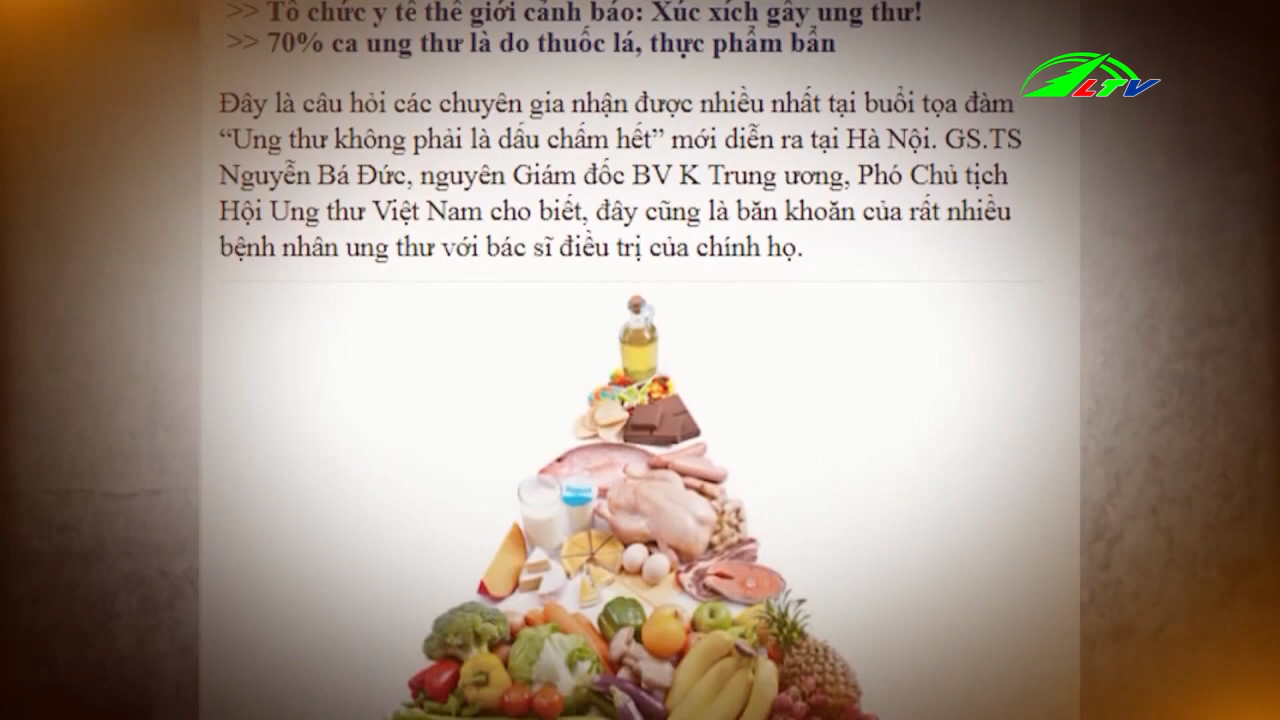 >> Tổ chức y tế thế giới cảnh báo: Xúc xích gây ung thư!
>> 70% ca ung thư là do thuốc lá, thực phẩm bẩn
LTV
Đây là câu hỏi các chuyên gia nhận được nhiều nhất tại buổi tọa đàm
“Ung thư không phải là dấu chấm hết” mới diễn ra tại Hà Nội. GS.TS
Nguyễn Bá Đức, nguyên Giám đốc BV K Trung ương, Phó Chủ tịch
Hội Ung thư Việt Nam cho biết, đây cũng là băn khoăn của rất nhiều
bệnh nhân ung thư với bác sĩ điều trị của chính họ.